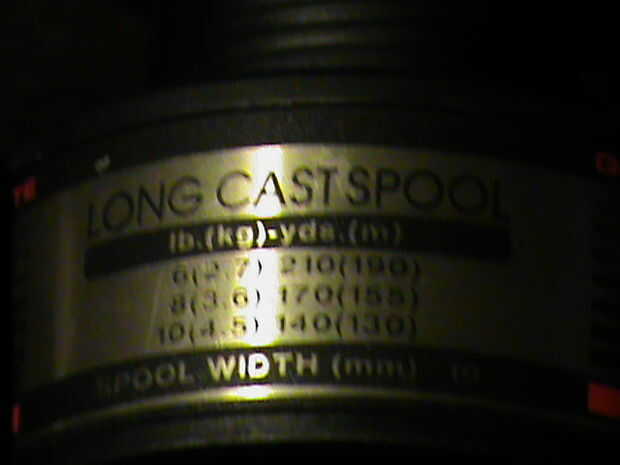 LONG CAST SPOOL
lb.(kg)-yds.(m)
6(2.7) 210(190)
8(3.6) 170(155)
10(4.5) 140(130)
SPOOL WIDTH (mm)